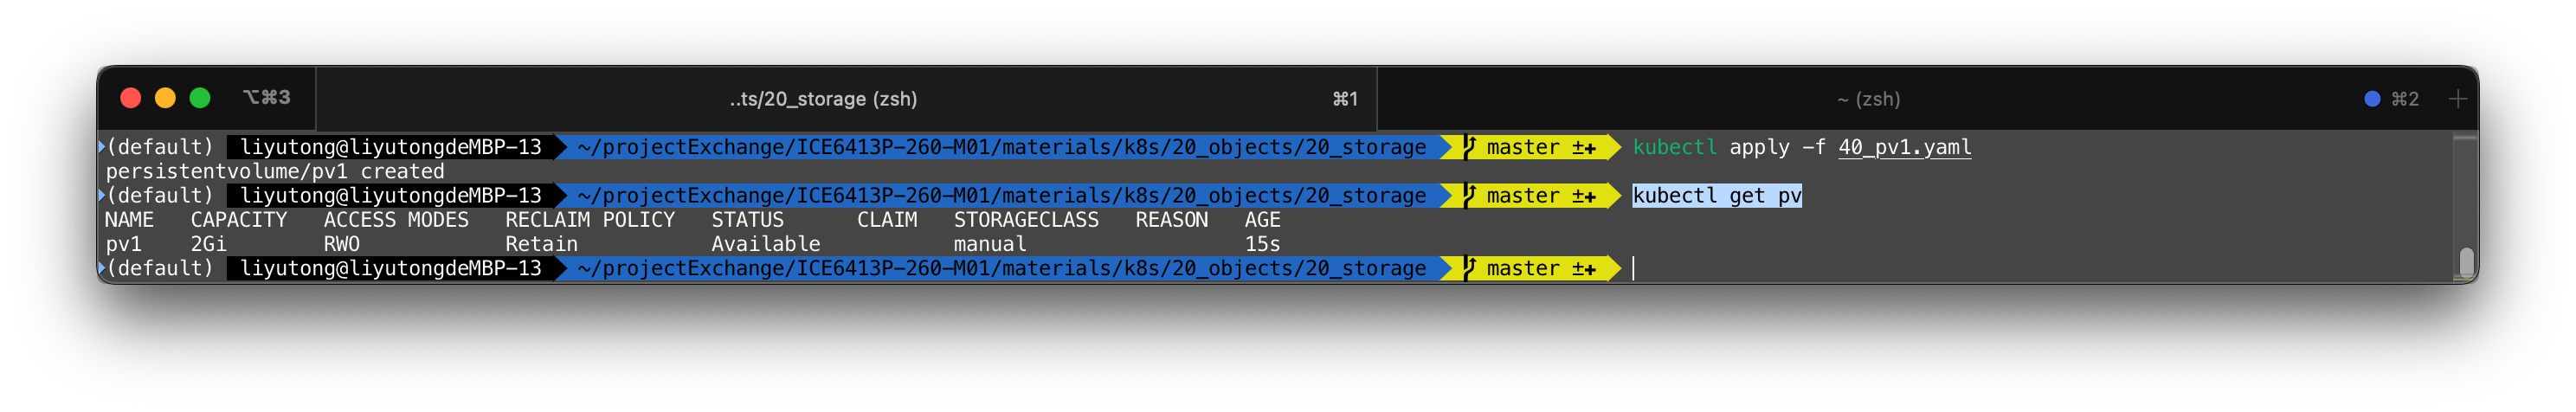 ⌥⌘3 ..ts/20_storage (zsh) ⌘1 ~ (zsh) ⌘2 +
(default) liyutong@liyutongdeMBP-13 ~/projectExchange/ICE6413P-260-M01/materials/k8s/20_objects/20_storage master ±✚ kubectl apply -f 40_pv1.yaml
persistentvolume/pv1 created
(default) liyutong@liyutongdeMBP-13 ~/projectExchange/ICE6413P-260-M01/materials/k8s/20_objects/20_storage master ±✚ kubectl get pv
NAME CAPACITY ACCESS MODES RECLAIM POLICY STATUS CLAIM STORAGECLASS REASON AGE
pv1 2Gi RWO Retain Available manual 15s
(default) liyutong@liyutongdeMBP-13 ~/projectExchange/ICE6413P-260-M01/materials/k8s/20_objects/20_storage master ±✚